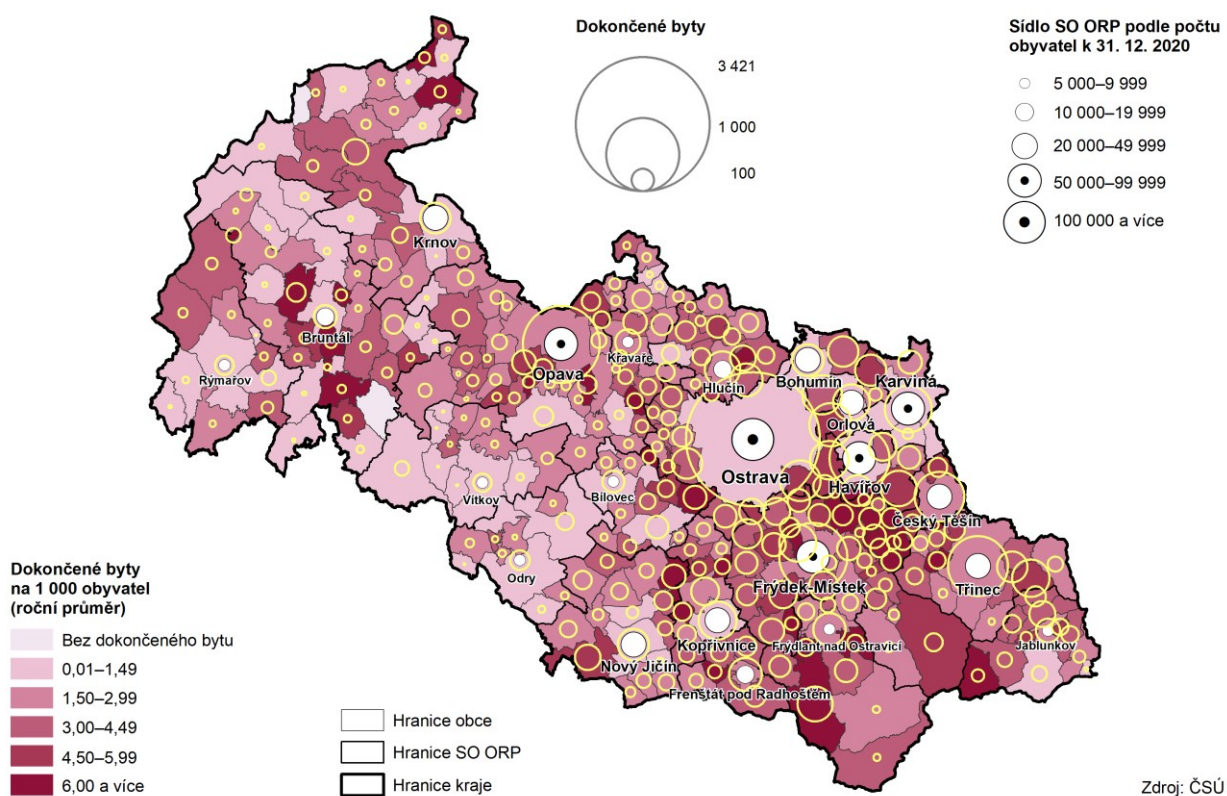 Dokončené byty
3 421
1 000
100
Sídlo SO ORP podle počtu
obyvatel k 31. 12. 2020
5 000–9 999
10 000–19 999
20 000–49 999
50 000–99 999
100 000 a více
Krnov
Bruntál
Rýmařov
Opava
Kravaře
Hlučín
Bohumín
Karviná
Orlová
Ostrava
Havířov
Vítkov
Bílovec
Český Těšín
Odry
Frýdek-Místek
Třinec
Kopřivnice
Frýdlant nad Ostravicí
Jablunkov
Nový Jičín
Frenštát pod Radhoštěm
Dokončené byty
na 1 000 obyvatel
(roční průměr)
Bez dokončeného bytu
0,01–1,49
1,50–2,99
3,00–4,49
4,50–5,99
6,00 a více
Hranice obce
Hranice SO ORP
Hranice kraje
Zdroj: ČSÚ